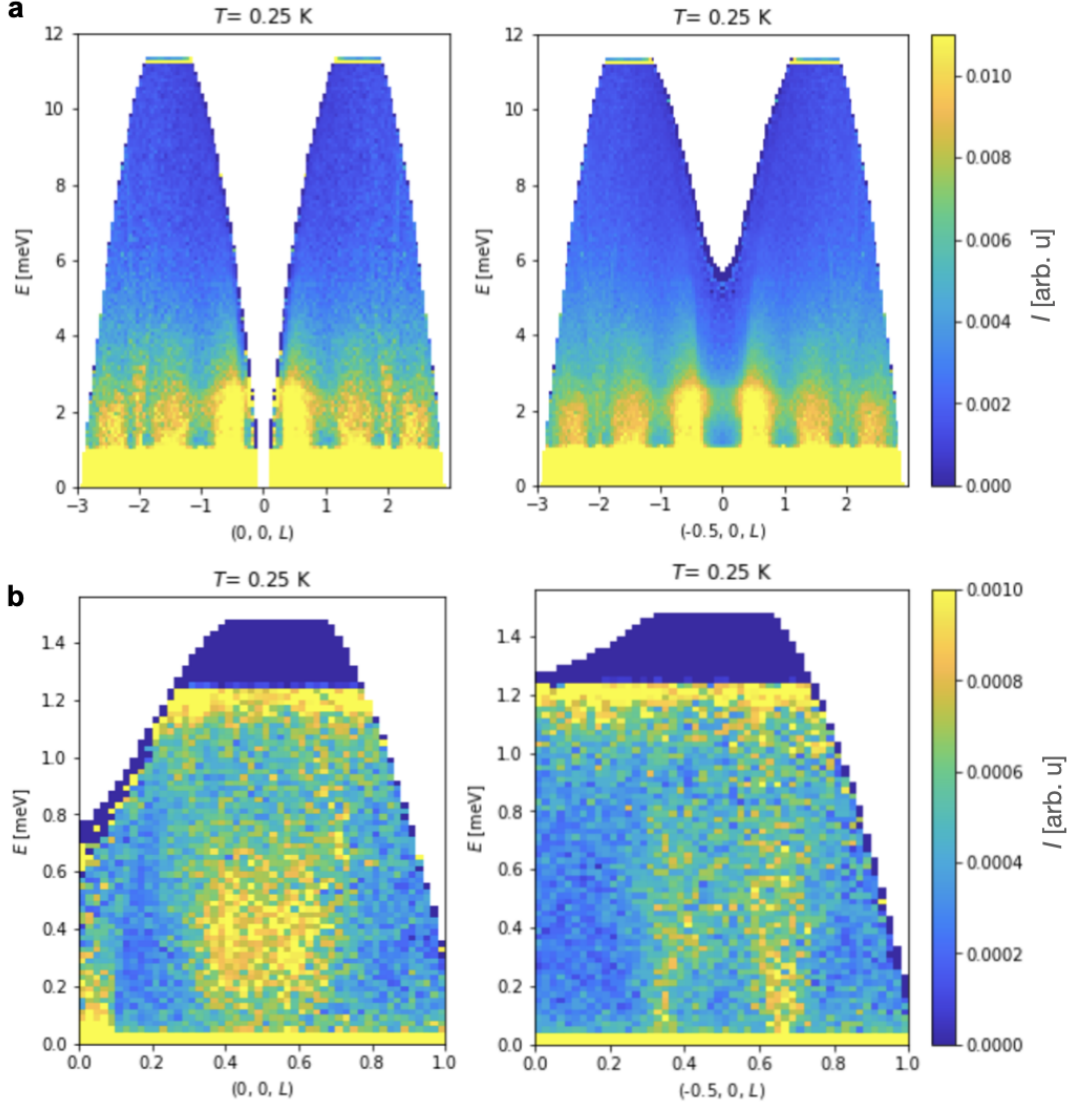 a
T= 0.25 K
T= 0.25 K
12
10
8
6
4
2
0
E [meV]
−3 −2 −1 0 1 2
(0, 0, L)
12
10
8
6
4
2
0
E [meV]
−3 −2 −1 0 1 2
(-0.5, 0, L)
0.010
0.008
0.006
0.004
0.002
0.000
I [arb. u]
b
T= 0.25 K
T= 0.25 K
1.4
1.2
1.0
0.8
0.6
0.4
0.2
0.0
E [meV]
0.0 0.2 0.4 0.6 0.8 1.0
(0, 0, L)
1.4
1.2
1.0
0.8
0.6
0.4
0.2
0.0
E [meV]
0.0 0.2 0.4 0.6 0.8 1.0
(-0.5, 0, L)
0.0010
0.0008
0.0006
0.0004
0.0002
0.0000
I [arb. u]